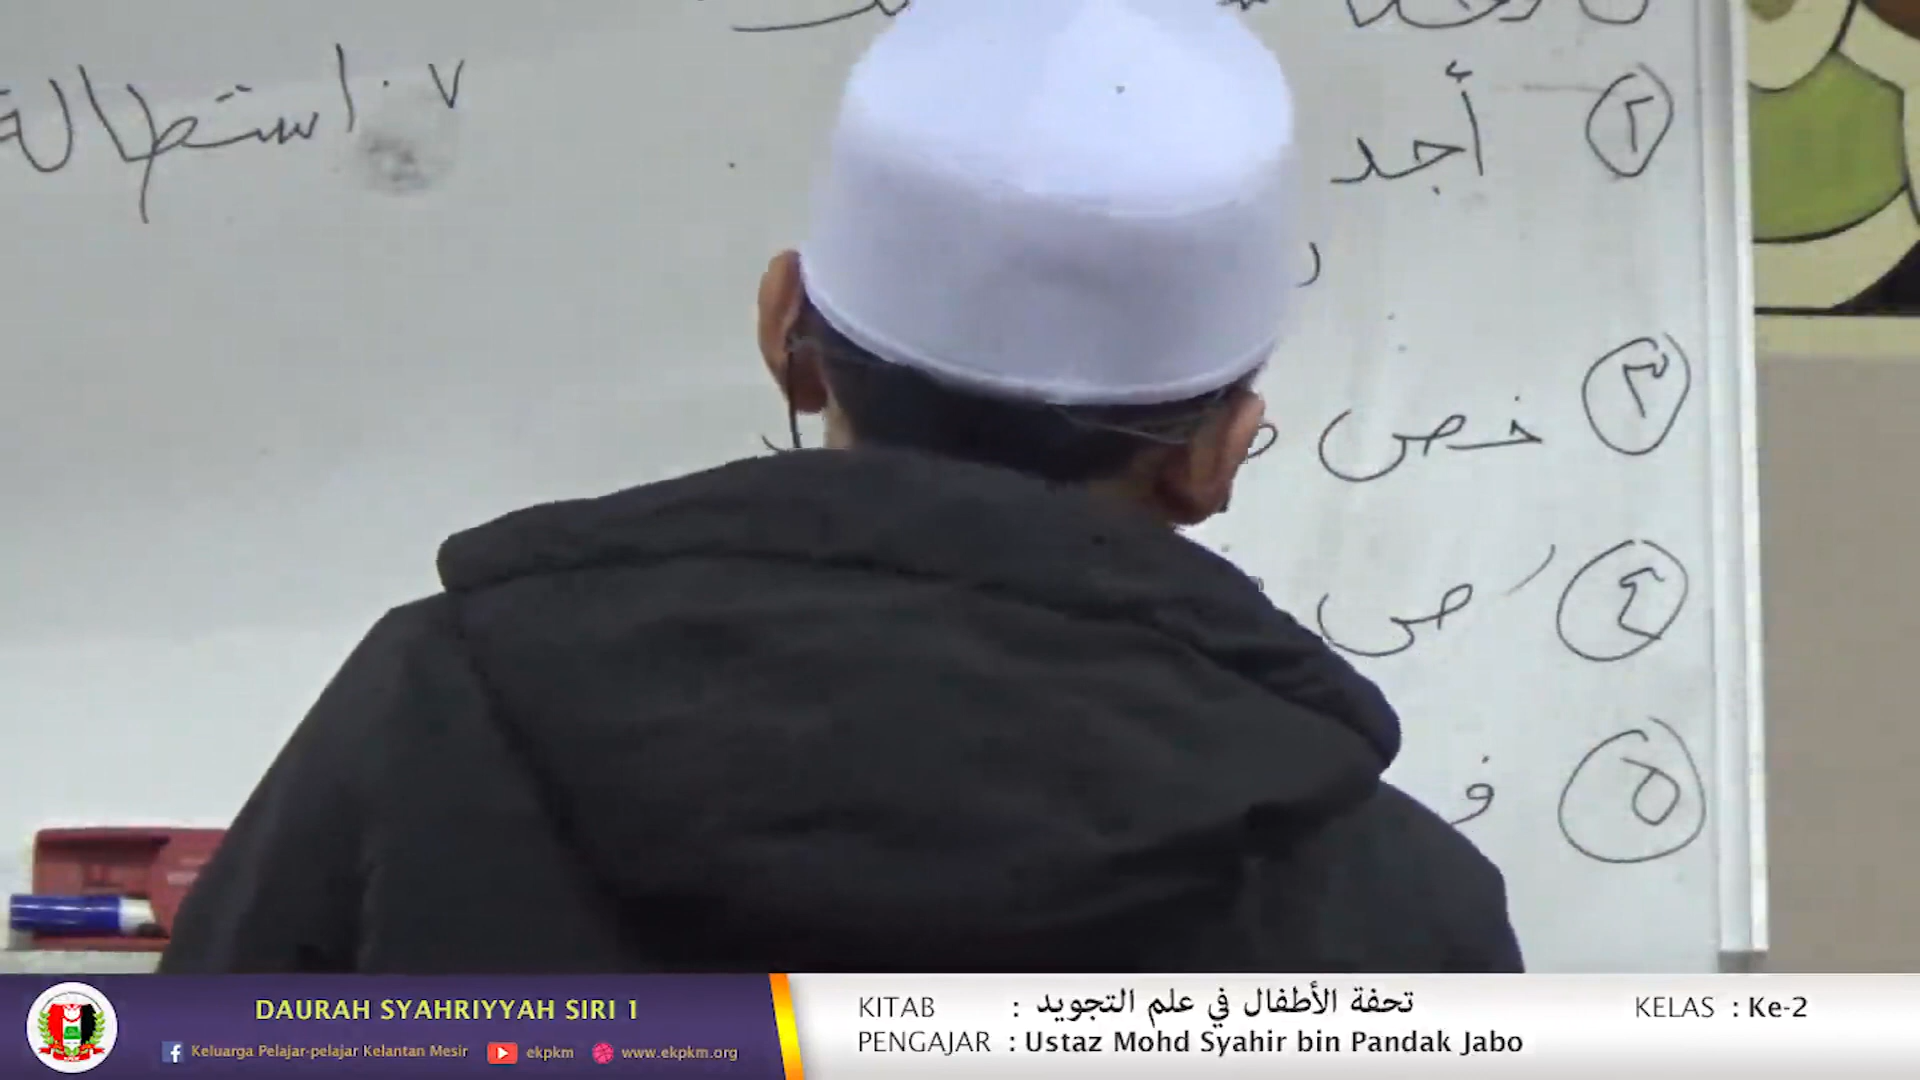 ٢ أجد
٧. استطالة
٣ خص
٤ ص
٥
DAURAH SYAHRIYYAH SIRI 1
Keluarga Pelajar-pelajar Kelantan Mesir ekpkm www.ekpkm.org
KITAB : تحفة الأطفال في علم التجويد
PENGAJAR : Ustaz Mohd Syahir bin Pandak Jabo
KELAS : Ke-2